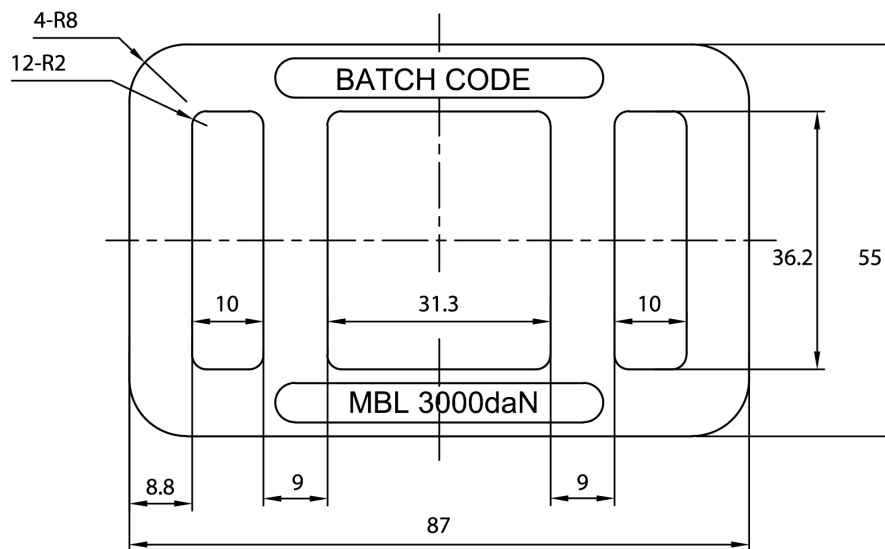 4-R8
12-R2
BATCH CODE
36.2
55
10
31.3
10
MBL 3000daN
8.8
9
9
87